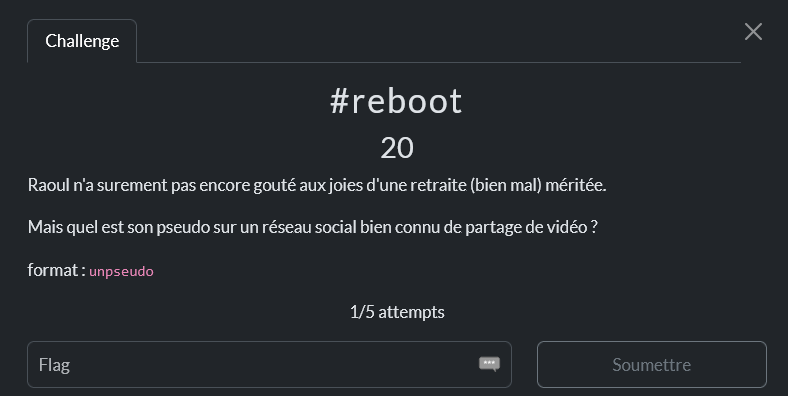 Challenge
#reboot
20
Raoul n'a surement pas encore gouté aux joies d'une retraite (bien mal) méritée.
Mais quel est son pseudo sur un réseau social bien connu de partage de vidéo ?
format : unpseudo
1/5 attempts
Flag
Soumettre